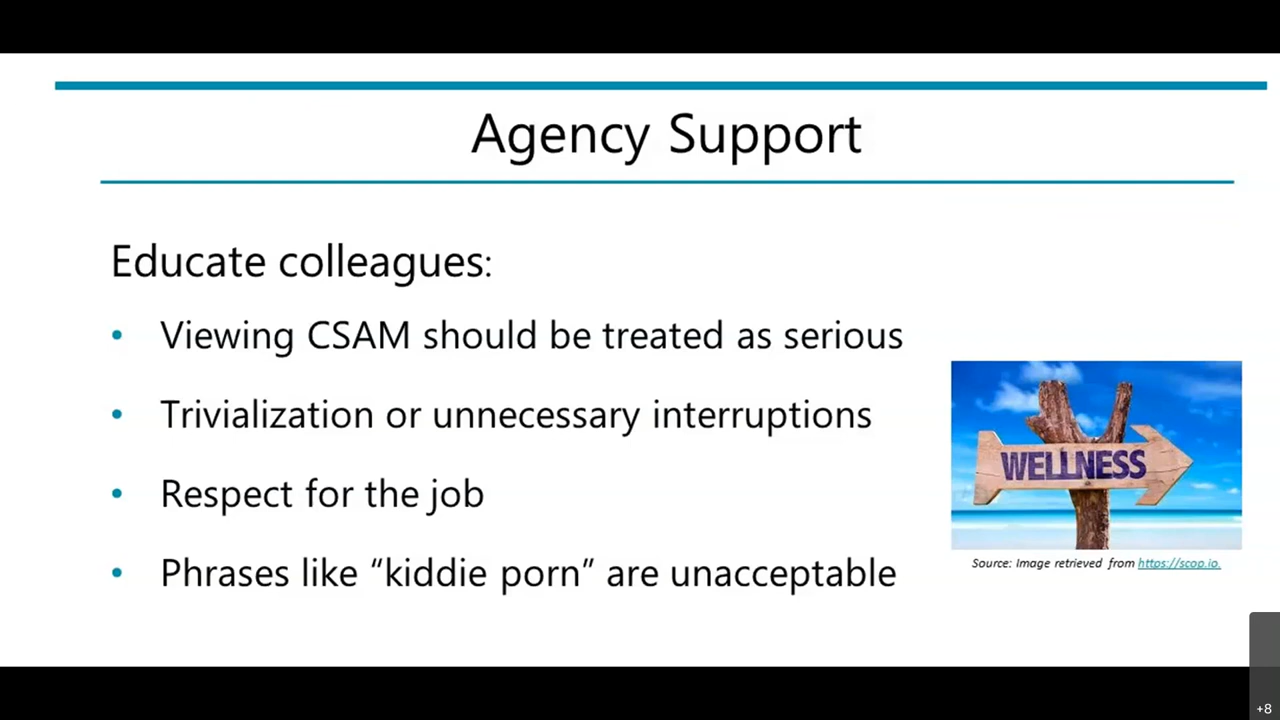 Agency Support
Educate colleagues:
• Viewing CSAM should be treated as serious
• Trivialization or unnecessary interruptions
• Respect for the job
• Phrases like “kiddie porn” are unacceptable
WELLNESS
Source: Image retrieved from https://scop.io.
+8